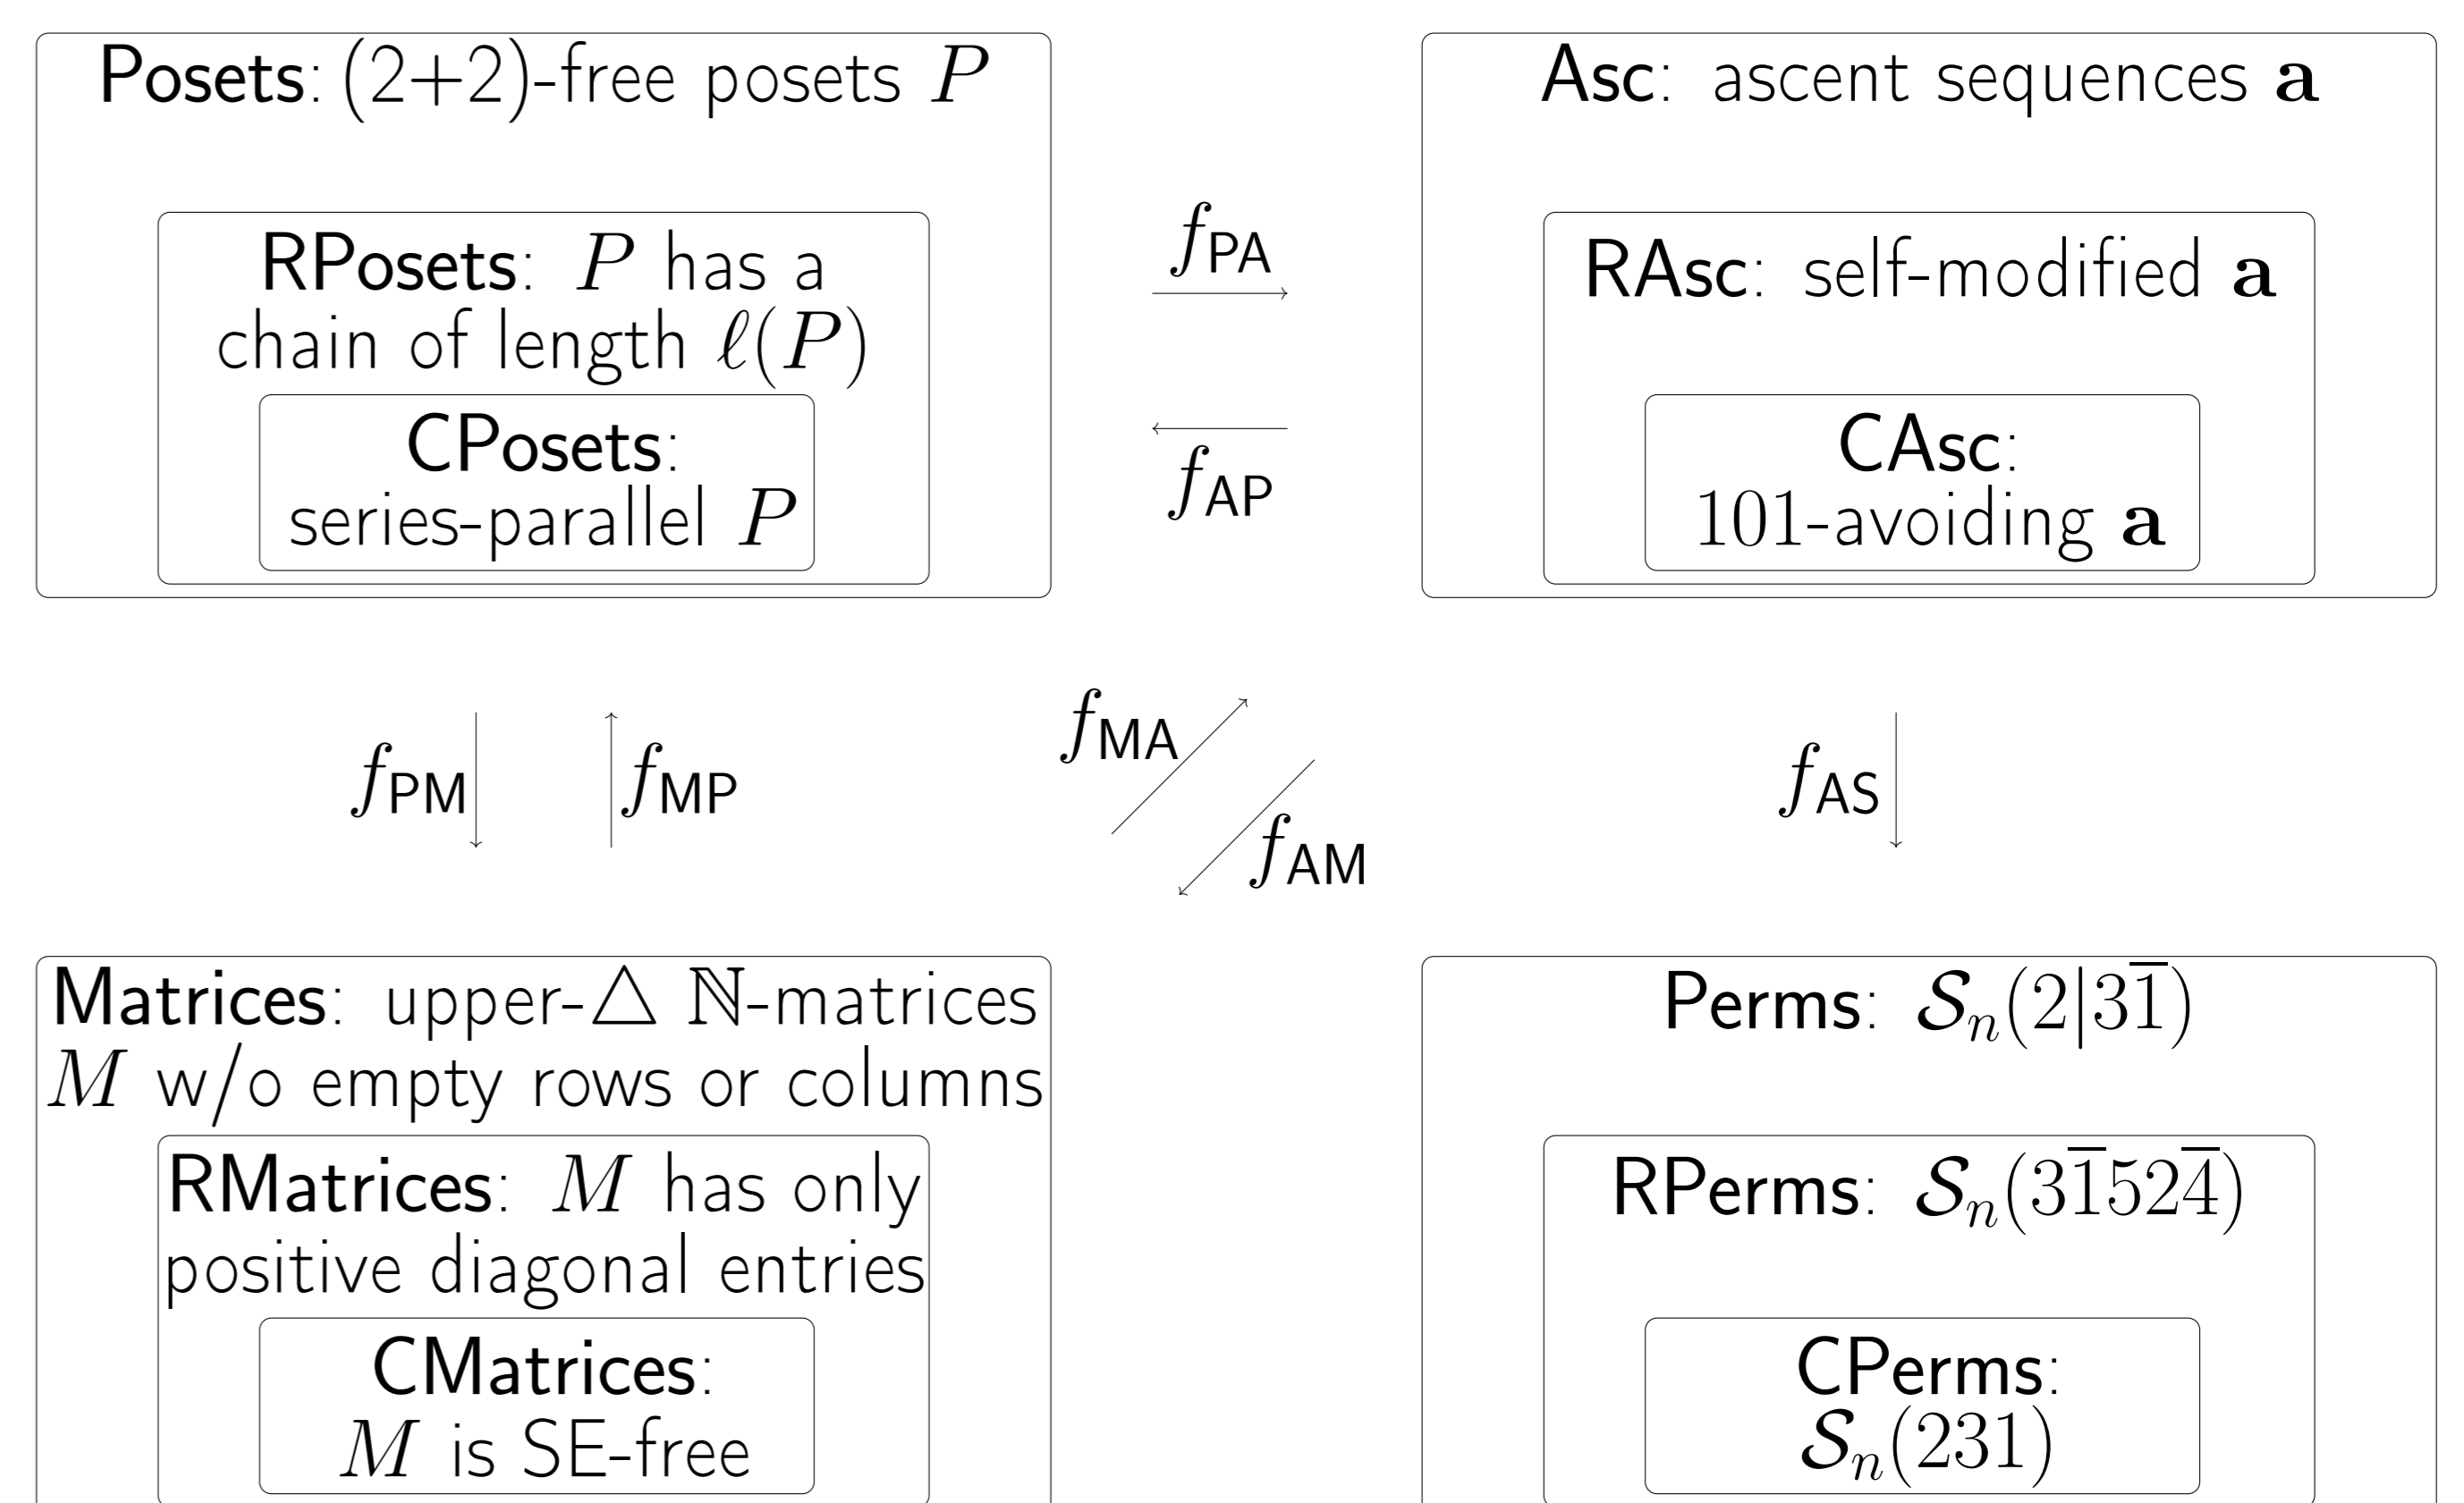 Posets: (2+2)-free posets P
RPosets: P has a
chain of length ℓ(P)
CPosets:
series-parallel P
Asc: ascent sequences 𝐚
RAsc: self-modified 𝐚
CAsc:
101-avoiding 𝐚
f_PA
f_AP
f_PM
f_MP
f_MA
f_AM
f_AS
Matrices: upper-△ ℕ-matrices
M w/o empty rows or columns
RMatrices: M has only
positive diagonal entries
CMatrices:
M is SE-free
Perms: 𝒮_n(2|31̅)
RPerms: 𝒮_n(31̅524̅)
CPerms:
𝒮_n(231)